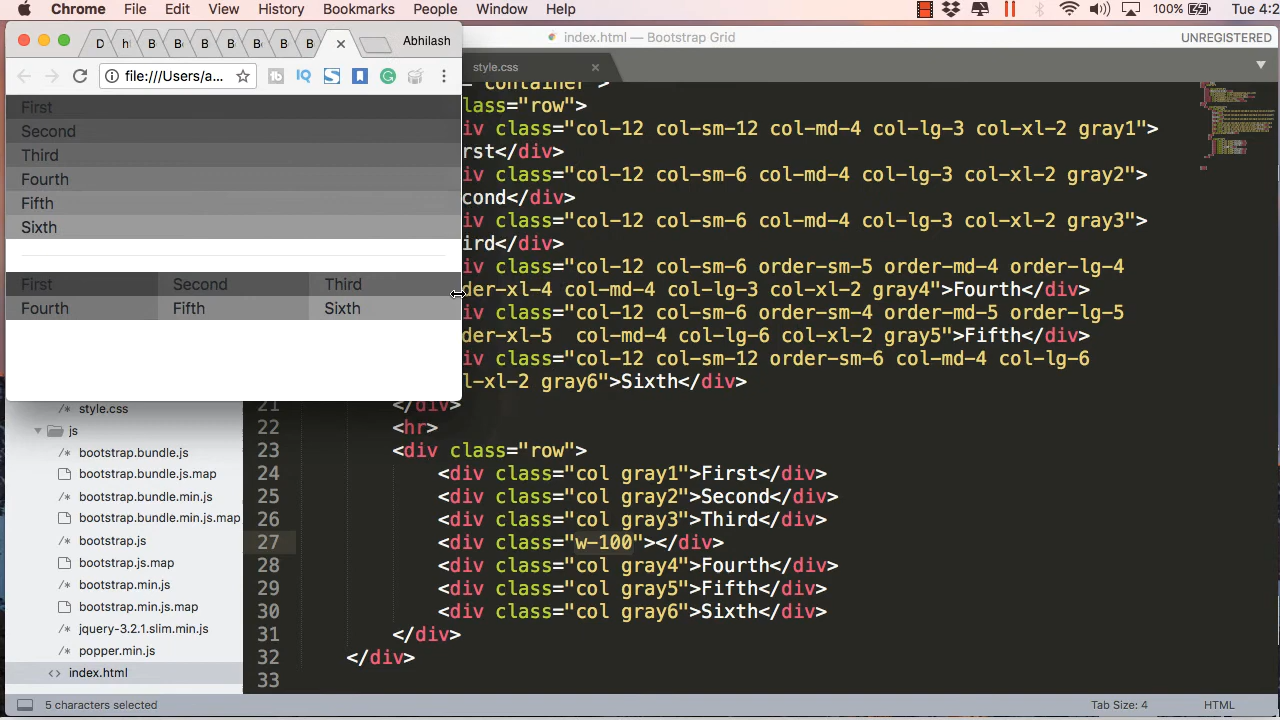 Chrome File Edit View History Bookmarks People Window Help 100% Tue 4:2
index.html — Bootstrap Grid UNREGISTERED
D h B B B B B B B Abhilash
style.css
file:///Users/a...
First
Second
Third
Fourth
Fifth
Sixth
First Second Third
Fourth Fifth Sixth
container">
lass="row">
iv class="col-12 col-sm-12 col-md-4 col-lg-3 col-xl-2 gray1">
rst</div>
iv class="col-12 col-sm-6 col-md-4 col-lg-3 col-xl-2 gray2">
cond</div>
iv class="col-12 col-sm-6 col-md-4 col-lg-3 col-xl-2 gray3">
ird</div>
iv class="col-12 col-sm-6 order-sm-5 order-md-4 order-lg-4
der-xl-4 col-md-4 col-lg-3 col-xl-2 gray4">Fourth</div>
iv class="col-12 col-sm-6 order-sm-4 order-md-5 order-lg-5
der-xl-5  col-md-4 col-lg-6 col-xl-2 gray5">Fifth</div>
iv class="col-12 col-sm-12 order-sm-6 col-md-4 col-lg-6
l-xl-2 gray6">Sixth</div>
21 </div>
22 <hr>
23 <div class="row">
24 <div class="col gray1">First</div>
25 <div class="col gray2">Second</div>
26 <div class="col gray3">Third</div>
27 <div class="w-100"></div>
28 <div class="col gray4">Fourth</div>
29 <div class="col gray5">Fifth</div>
30 <div class="col gray6">Sixth</div>
31 </div>
32 </div>
33
/* style.css
js
/* bootstrap.bundle.js
bootstrap.bundle.js.map
/* bootstrap.bundle.min.js
bootstrap.bundle.min.js.map
/* bootstrap.js
bootstrap.js.map
/* bootstrap.min.js
bootstrap.min.js.map
/* jquery-3.2.1.slim.min.js
/* popper.min.js
<> index.html
5 characters selected Tab Size: 4 HTML